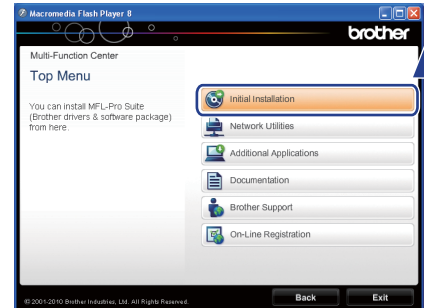 Macromedia Flash Player 8
brother
Multi-Function Center
Top Menu
You can install MFL-Pro Suite
(Brother drivers & software package)
from here.
Initial Installation
Network Utilities
Additional Applications
Documentation
Brother Support
On-Line Registration
© 2001-2010 Brother Industries, Ltd. All Rights Reserved.
Back
Exit